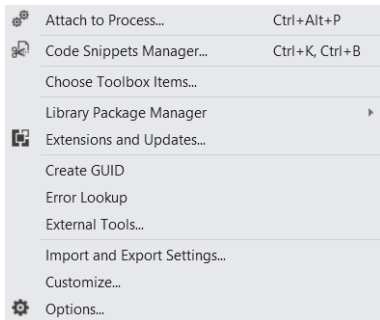 Attach to Process... Ctrl+Alt+P
Code Snippets Manager... Ctrl+K, Ctrl+B
Choose Toolbox Items...
Library Package Manager
Extensions and Updates...
Create GUID
Error Lookup
External Tools...
Import and Export Settings...
Customize...
Options...